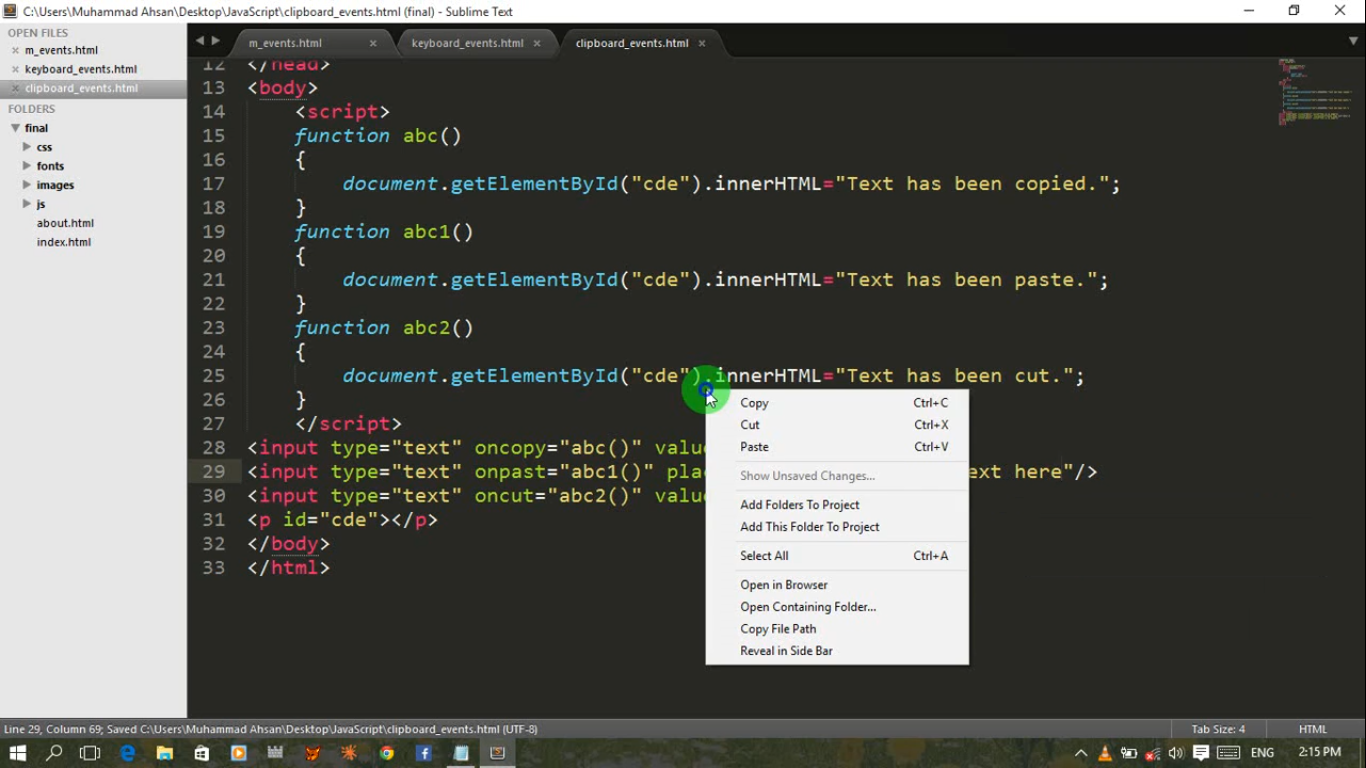 C:\Users\Muhammad Ahsan\Desktop\JavaScript\clipboard_events.html (final) - Sublime Text
OPEN FILES
m_events.html
keyboard_events.html
clipboard_events.html
FOLDERS
final
css
fonts
images
js
about.html
index.html
m_events.html
keyboard_events.html
clipboard_events.html
12 </head>
13 <body>
14 <script>
15 function abc()
16 {
17 document.getElementById("cde").innerHTML="Text has been copied.";
18 }
19 function abc1()
20 {
21 document.getElementById("cde").innerHTML="Text has been paste.";
22 }
23 function abc2()
24 {
25 document.getElementById("cde").innerHTML="Text has been cut.";
26 }
27 </script>
28 <input type="text" oncopy="abc()" valu
29 <input type="text" onpast="abc1()" pla ext here"/>
30 <input type="text" oncut="abc2()" valu
31 <p id="cde"></p>
32 </body>
33 </html>
Copy Ctrl+C
Cut Ctrl+X
Paste Ctrl+V
Show Unsaved Changes...
Add Folders To Project
Add This Folder To Project
Select All Ctrl+A
Open in Browser
Open Containing Folder...
Copy File Path
Reveal in Side Bar
Line 29, Column 69; Saved C:\Users\Muhammad Ahsan\Desktop\JavaScript\clipboard_events.html (UTF-8) Tab Size: 4 HTML
ENG 2:15 PM